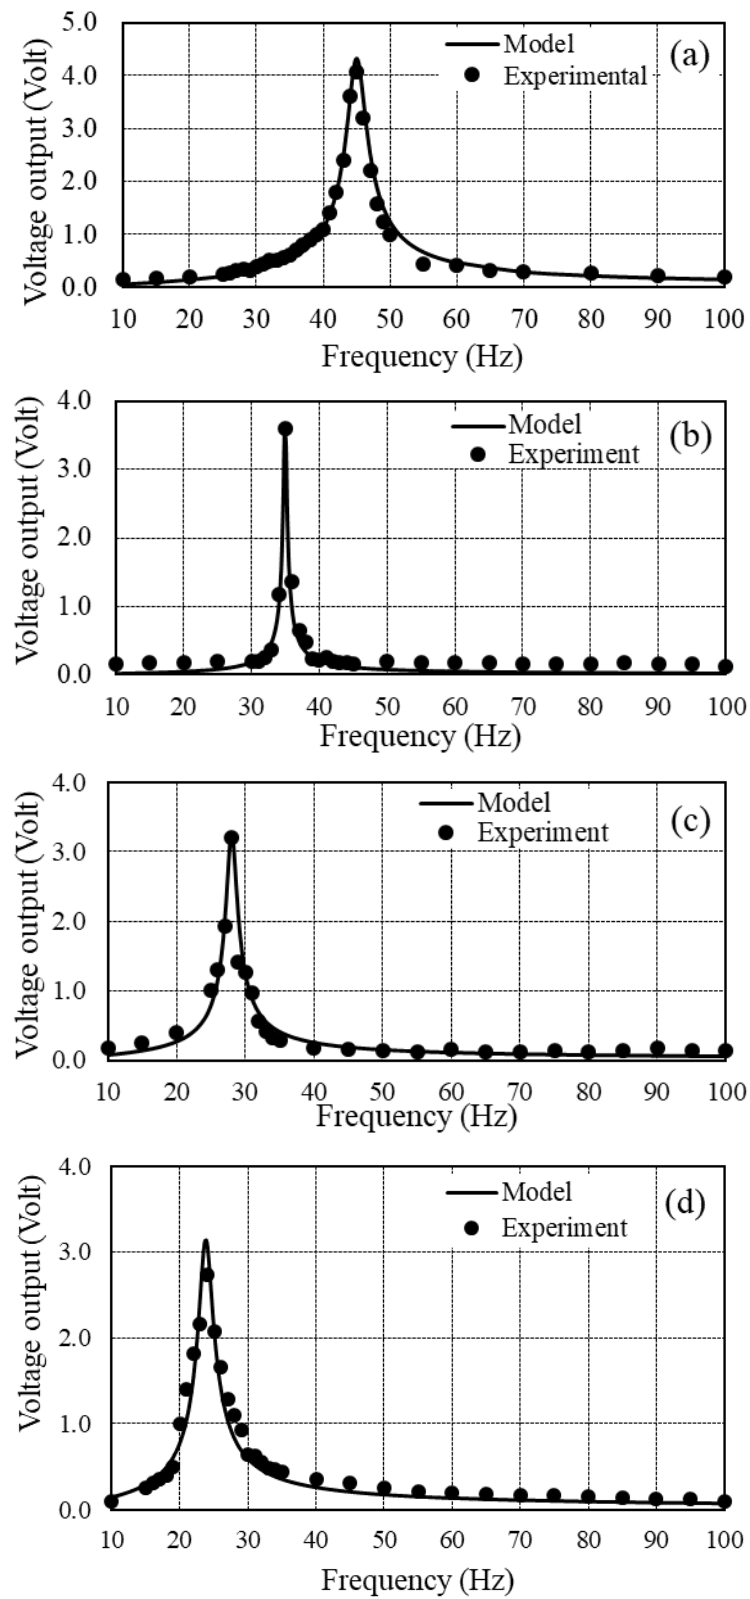 Voltage output (Volt)
5.0
4.0
3.0
2.0
1.0
0.0
Model
Experimental
(a)
10 20 30 40 50 60 70 80 90 100
Frequency (Hz)
Voltage output (Volt)
4.0
3.0
2.0
1.0
0.0
Model
Experiment
(b)
10 20 30 40 50 60 70 80 90 100
Frequency (Hz)
Voltage output (Volt)
4.0
3.0
2.0
1.0
0.0
Model
Experiment
(c)
10 20 30 40 50 60 70 80 90 100
Frequency (Hz)
Voltage output (Volt)
4.0
3.0
2.0
1.0
0.0
Model
Experiment
(d)
10 20 30 40 50 60 70 80 90 100
Frequency (Hz)